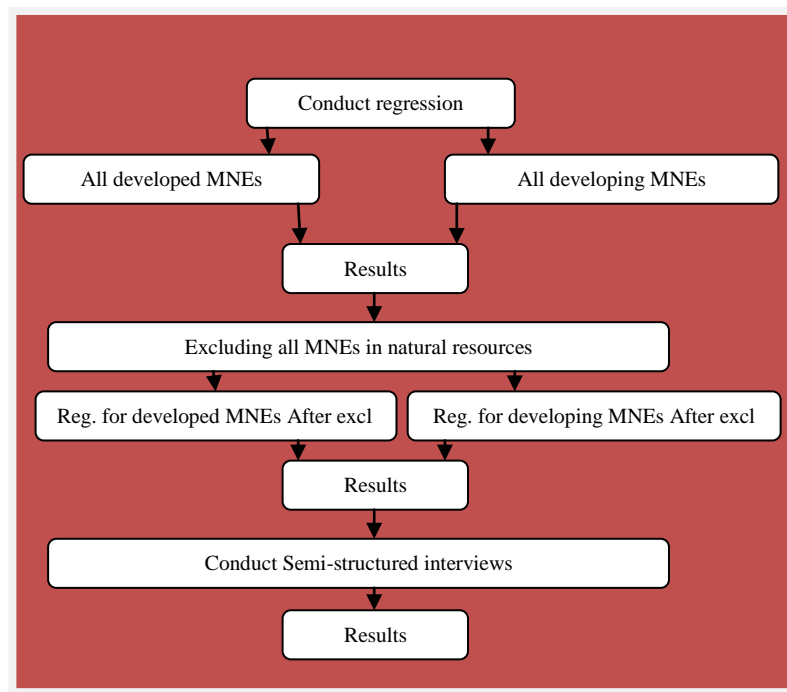 Conduct regression
All developed MNEs
All developing MNEs
Results
Excluding all MNEs in natural resources
Reg. for developed MNEs After excl
Reg. for developing MNEs After excl
Results
Conduct Semi-structured interviews
Results